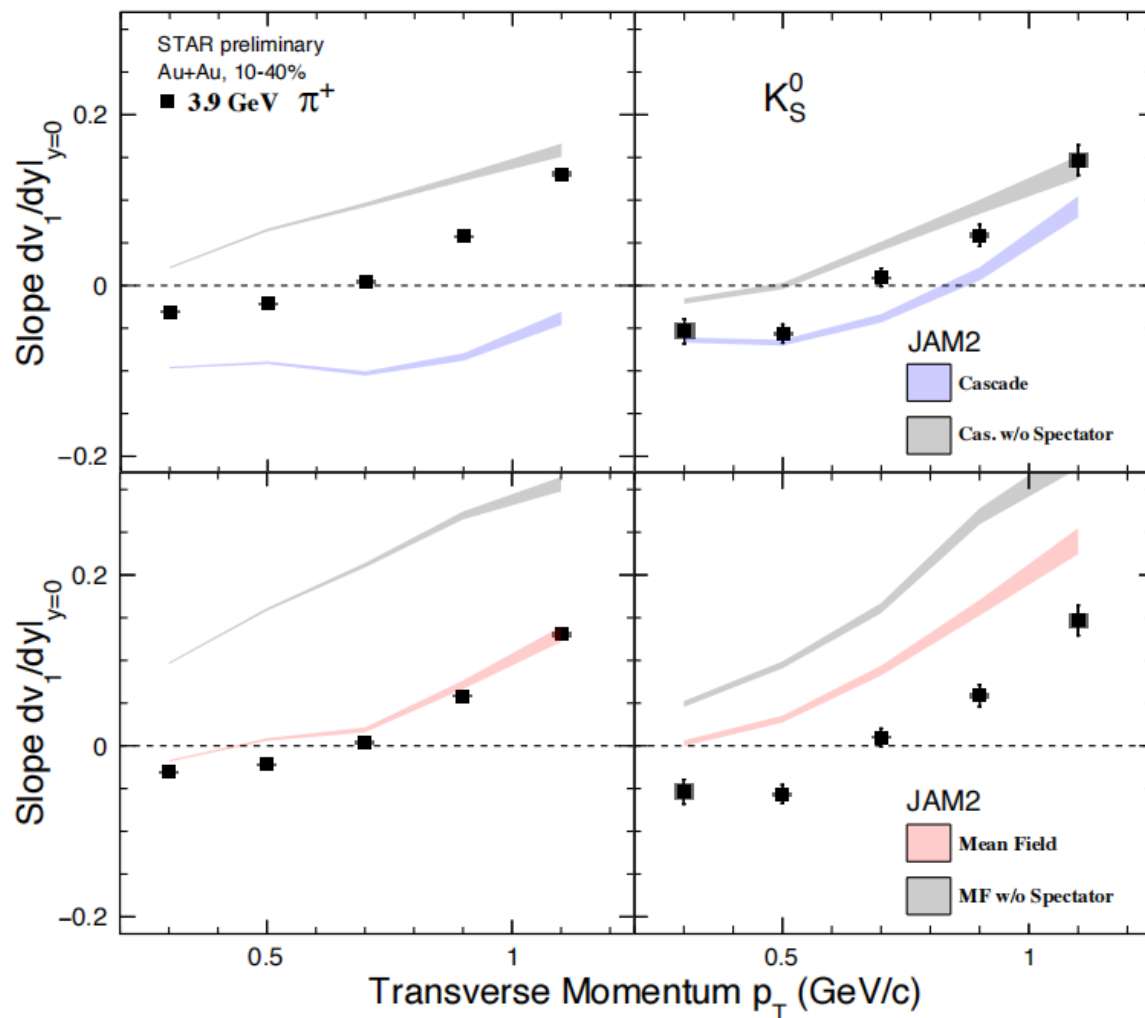 STAR preliminary
Au+Au, 10-40%
3.9 GeV π⁺
K⁰_S
0.2
0
−0.2
Slope dv₁/dy|y=0
JAM2
Cascade
Cas. w/o Spectator
0.2
0
−0.2
Slope dv₁/dy|y=0
JAM2
Mean Field
MF w/o Spectator
0.5 1 0.5 1
Transverse Momentum p_T (GeV/c)